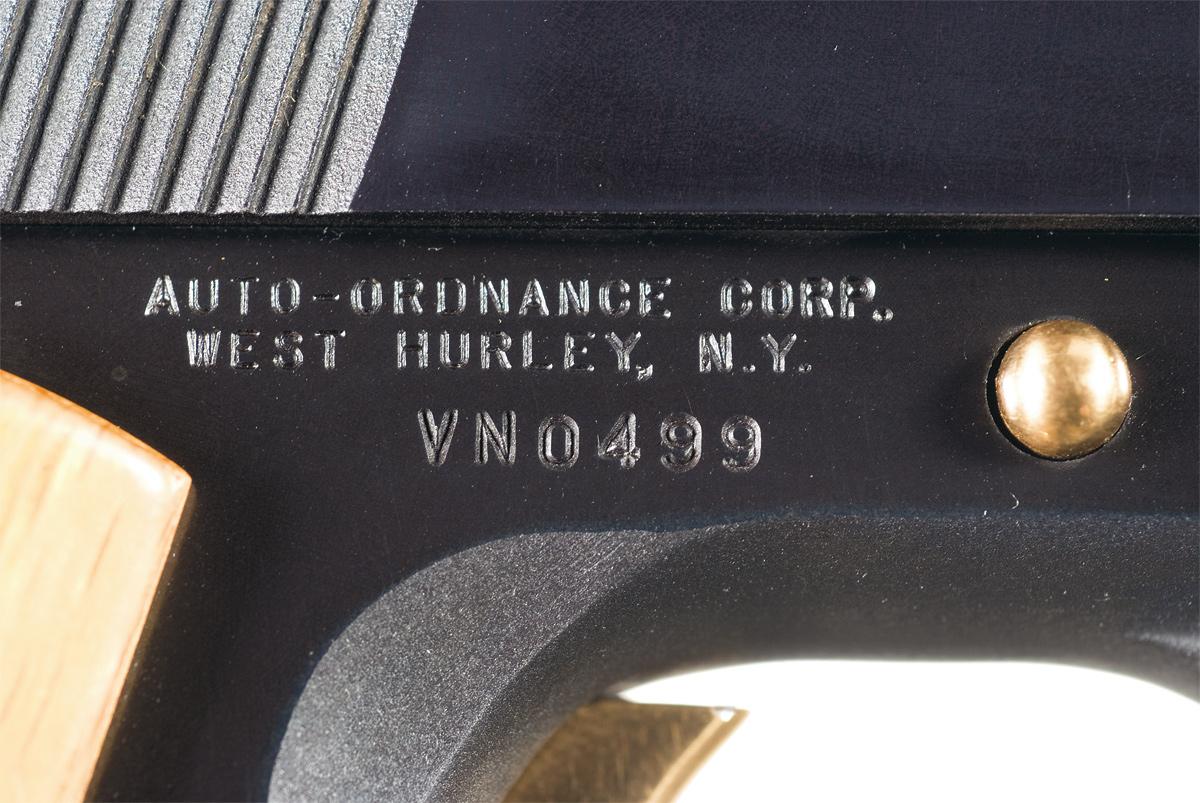 AUTO-ORDNANCE CORP.
WEST HURLEY, N.Y.
VN0499